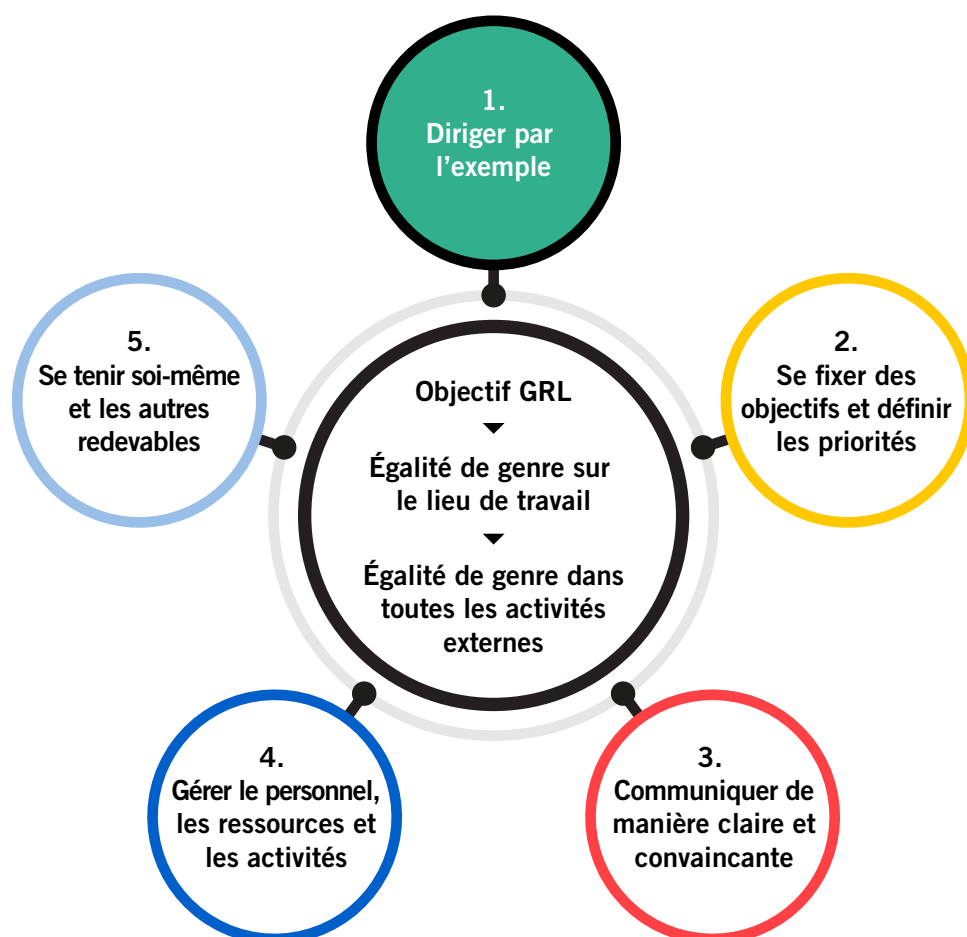 1.
Diriger par
l’exemple
2.
Se fixer des
objectifs et définir
les priorités
3.
Communiquer de
manière claire et
convaincante
4.
Gérer le personnel,
les ressources et
les activités
5.
Se tenir soi-même
et les autres
redevables
Objectif GRL
Égalité de genre sur
le lieu de travail
Égalité de genre dans
toutes les activités
externes